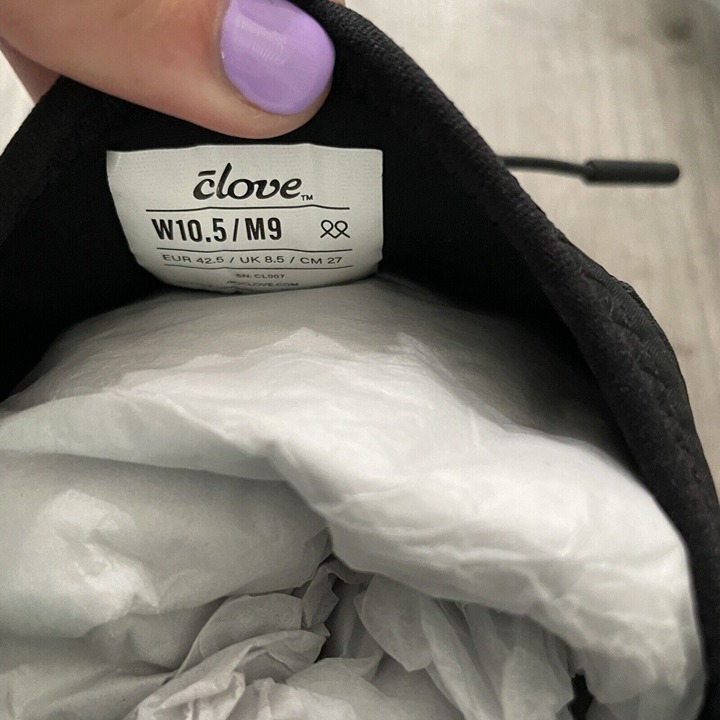 clove™
W10.5/M9
EUR 42.5 / UK 8.5 / CM 27
SN: CL007